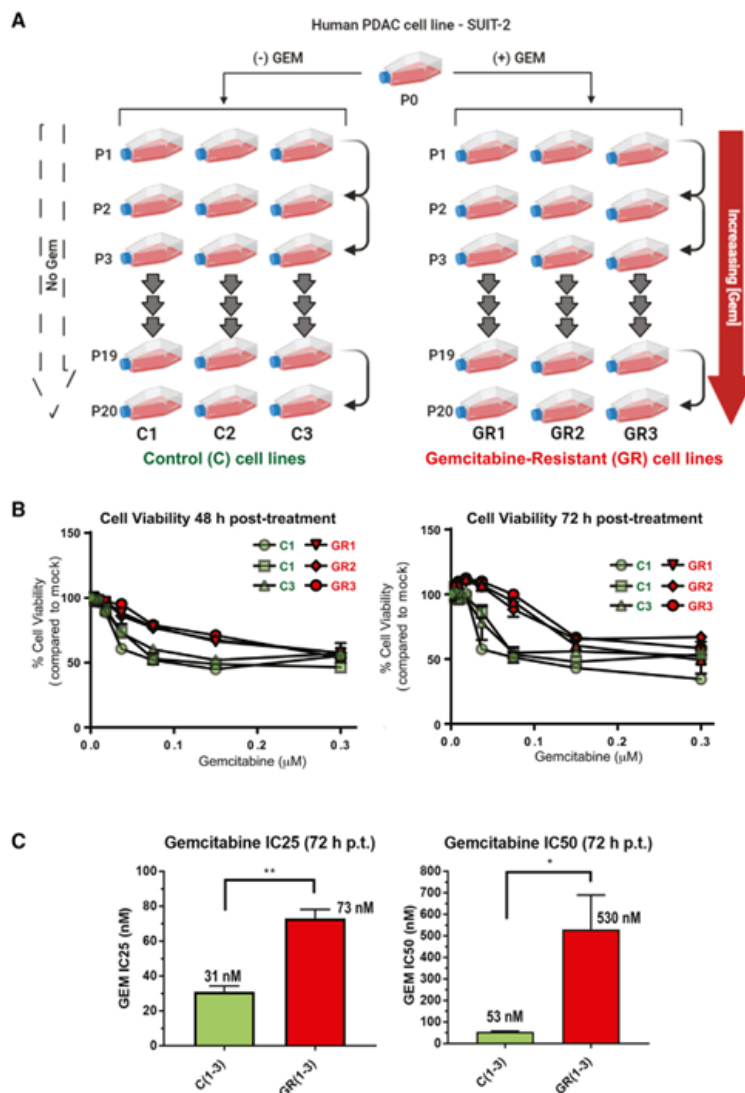 A
Human PDAC cell line - SUIT-2
(-) GEM
(+) GEM
P0
P1
P1
P2
P2
P3
P3
No Gem
Increaasing [Gem]
P19
P19
P20
P20
C1 C2 C3
GR1 GR2 GR3
Control (C) cell lines
Gemcitabine-Resistant (GR) cell lines
B
Cell Viability 48 h post-treatment
% Cell Viability
(compared to mock)
150
100
50
0
0.0 0.1 0.2 0.3
Gemcitabine (μM)
C1 GR1
C1 GR2
C3 GR3
Cell Viability 72 h post-treatment
% Cell Viability
(compared to mock)
150
100
50
0
0.0 0.1 0.2 0.3
Gemcitabine (μM)
C1 GR1
C1 GR2
C3 GR3
C
Gemcitabine IC25 (72 h p.t.)
GEM IC25 (nM)
100
80
60
40
20
0
**
31 nM
73 nM
C(1-3)
GR(1-3)
Gemcitabine IC50 (72 h p.t.)
GEM IC50 (nM)
800
700
600
500
400
300
200
100
0
*
53 nM
530 nM
C(1-3)
GR(1-3)